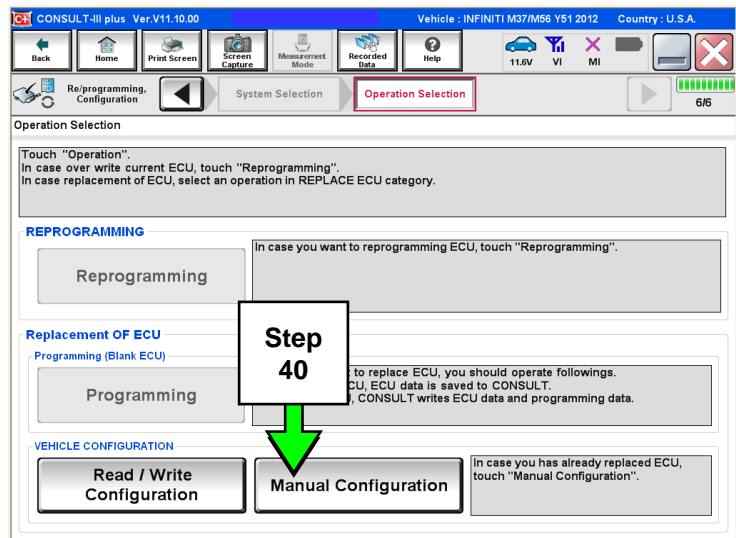 CONSULT-III plus Ver.V11.10.00
Vehicle : INFINITI M37/M56 Y51 2012 Country : U.S.A.
Back
Home
Print Screen
Screen
Capture
Measurement
Mode
Recorded
Data
Help
11.6V
VI
MI
Re/programming,
Configuration
System Selection
Operation Selection
6/6
Operation Selection
Touch "Operation".
In case over write current ECU, touch "Reprogramming".
In case replacement of ECU, select an operation in REPLACE ECU category.
REPROGRAMMING
Reprogramming
In case you want to reprogramming ECU, touch "Reprogramming".
Replacement OF ECU
Programming (Blank ECU)
Programming
to replace ECU, you should operate followings.
ECU data is saved to CONSULT.
CONSULT writes ECU data and programming data.
Step
40
VEHICLE CONFIGURATION
Read / Write
Configuration
Manual Configuration
In case you has already replaced ECU,
touch "Manual Configuration".